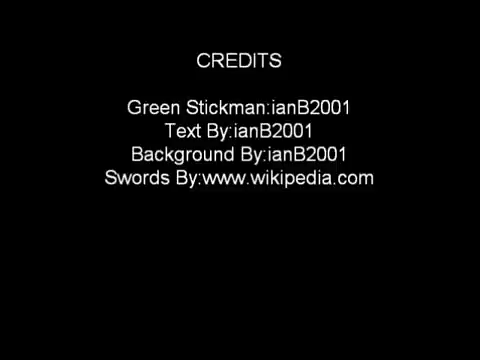 CREDITS
Green Stickman:ianB2001
Text By:ianB2001
Background By:ianB2001
Swords By:www.wikipedia.com